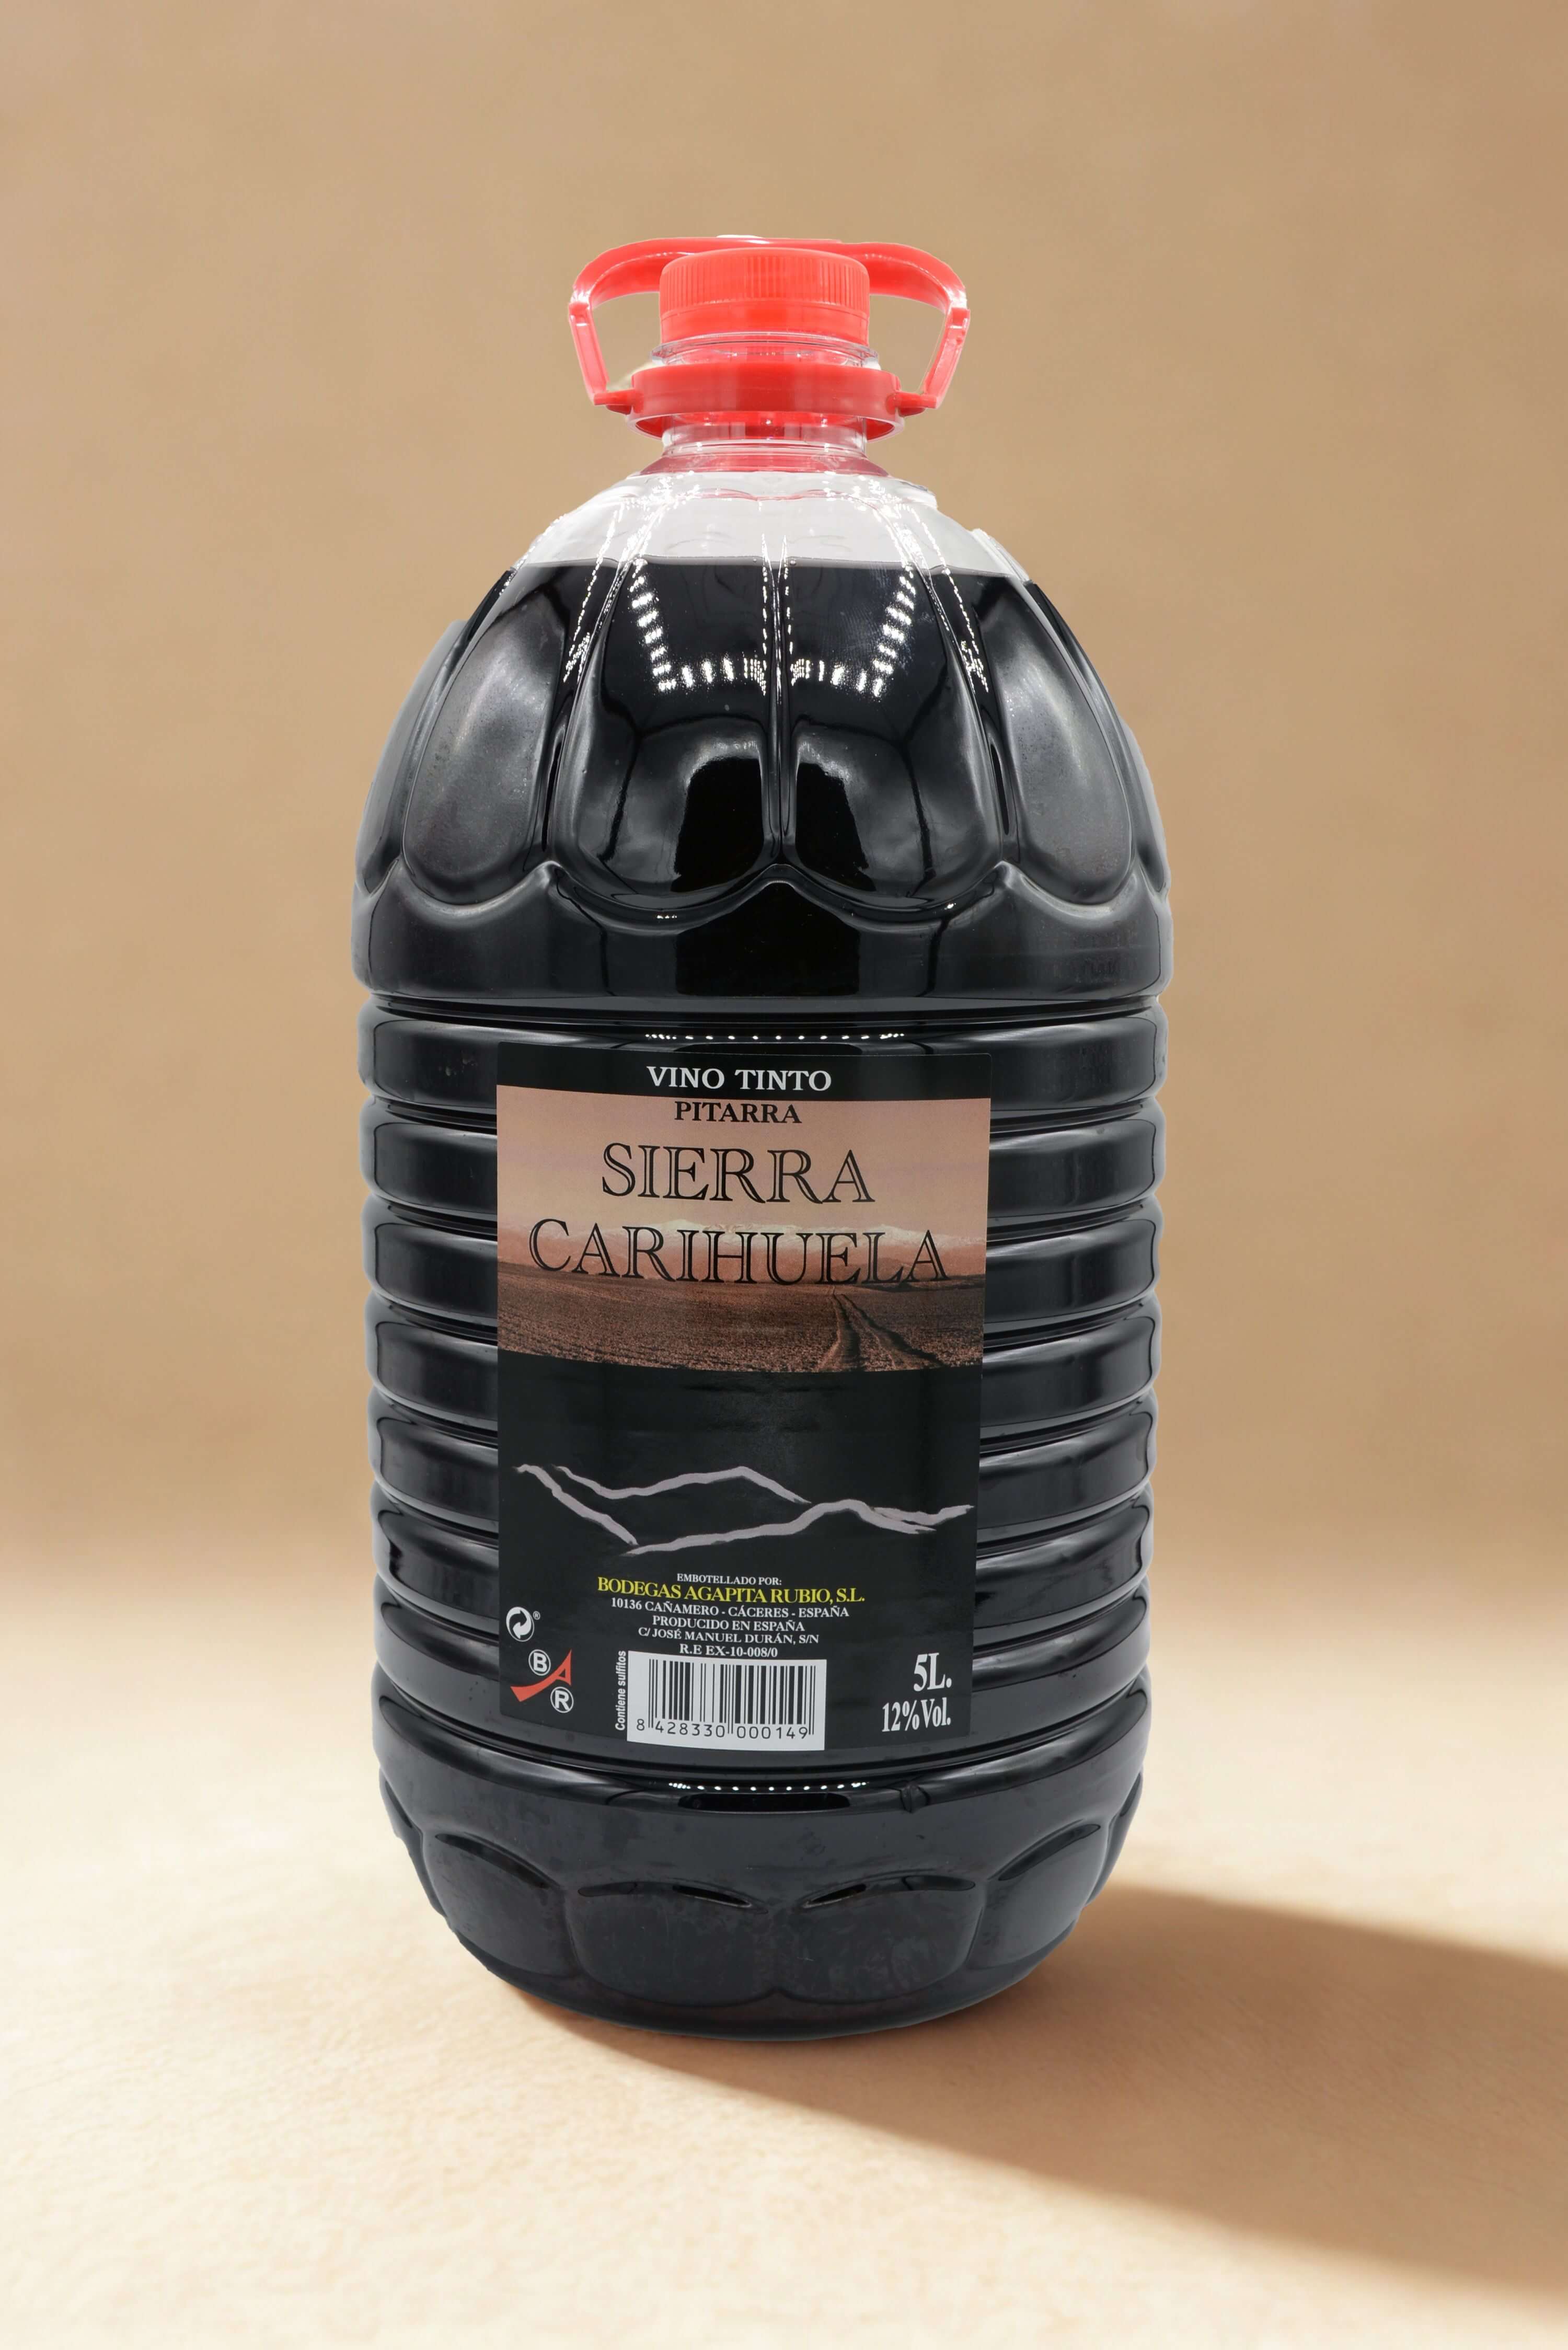 VINO TINTO
PITARRA
SIERRA
CARIHUELA
EMBOTELLADO POR:
BODEGAS AGAPITA RUBIO, S.L.
10136 CAÑAMERO - CÁCERES - ESPAÑA
PRODUCIDO EN ESPAÑA
C/ JOSÉ MANUEL DURÁN, S/N
R.E EX-10-008/0
®
B
A
R
Contiene sulfitos
8 428330 000149
5L.
12%Vol.